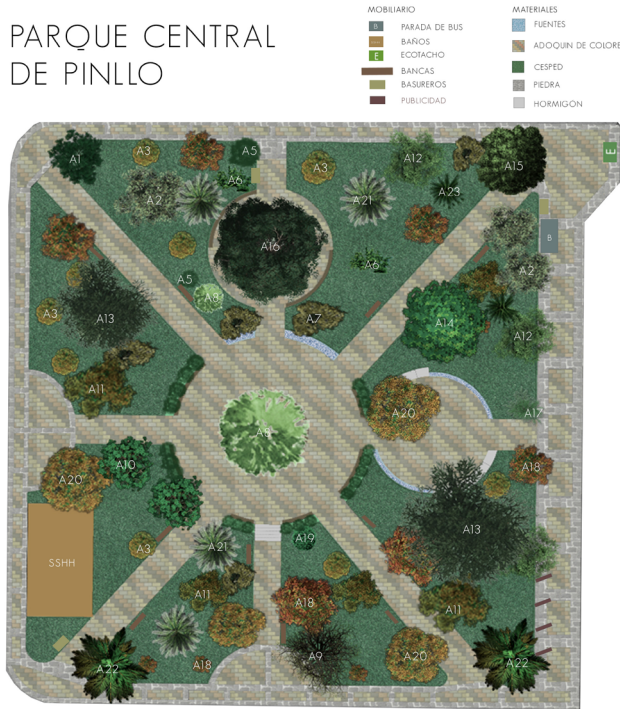 PARQUE CENTRAL
DE PINLLO
MOBILIARIO
B PARADA DE BUS
BAÑOS
E ECOTACHO
BANCAS
BASUREROS
PUBLICIDAD
MATERIALES
FUENTES
ADOQUIN DE COLORE
CESPED
PIEDRA
HORMIGON
A1
A3
A5
A3
A12
A15
E
A6
A2
A21
A23
A16
A6
B
A2
A5
A8
A3
A13
A7
A14
A12
A11
A20
A17
A10
A20
A18
A13
A3
A21
A19
SSHH
A11
A18
A11
A22
A18
A9
A20
A22